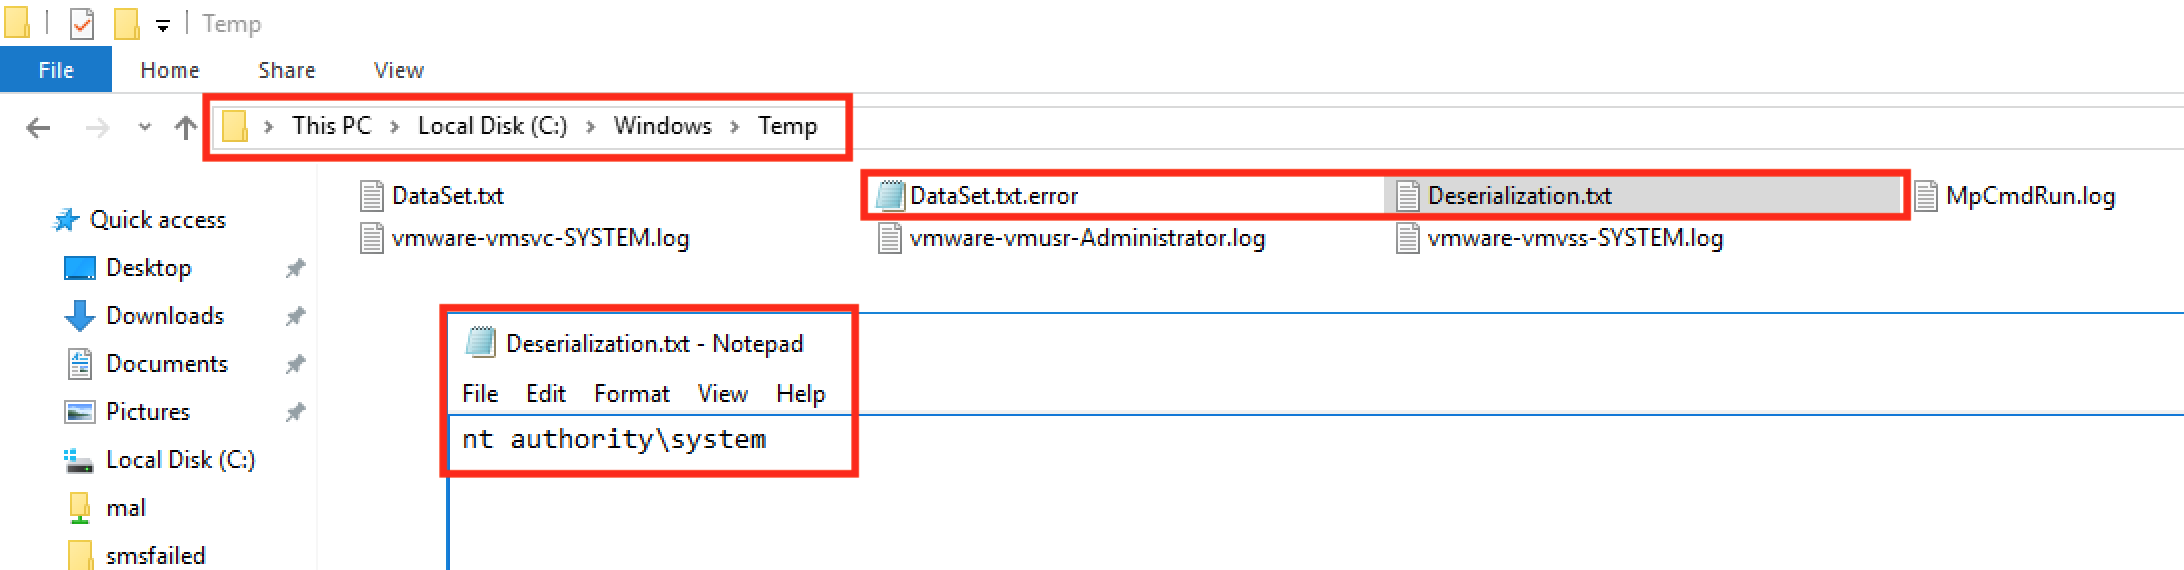 Temp
File Home Share View
This PC Local Disk (C:) Windows Temp
DataSet.txt DataSet.txt.error Deserialization.txt MpCmdRun.log
vmware-vmsvc-SYSTEM.log vmware-vmusr-Administrator.log vmware-vmvss-SYSTEM.log
Quick access
Desktop
Downloads
Documents
Pictures
Local Disk (C:)
mal
smsfailed
Deserialization.txt - Notepad
File Edit Format View Help
nt authority\system